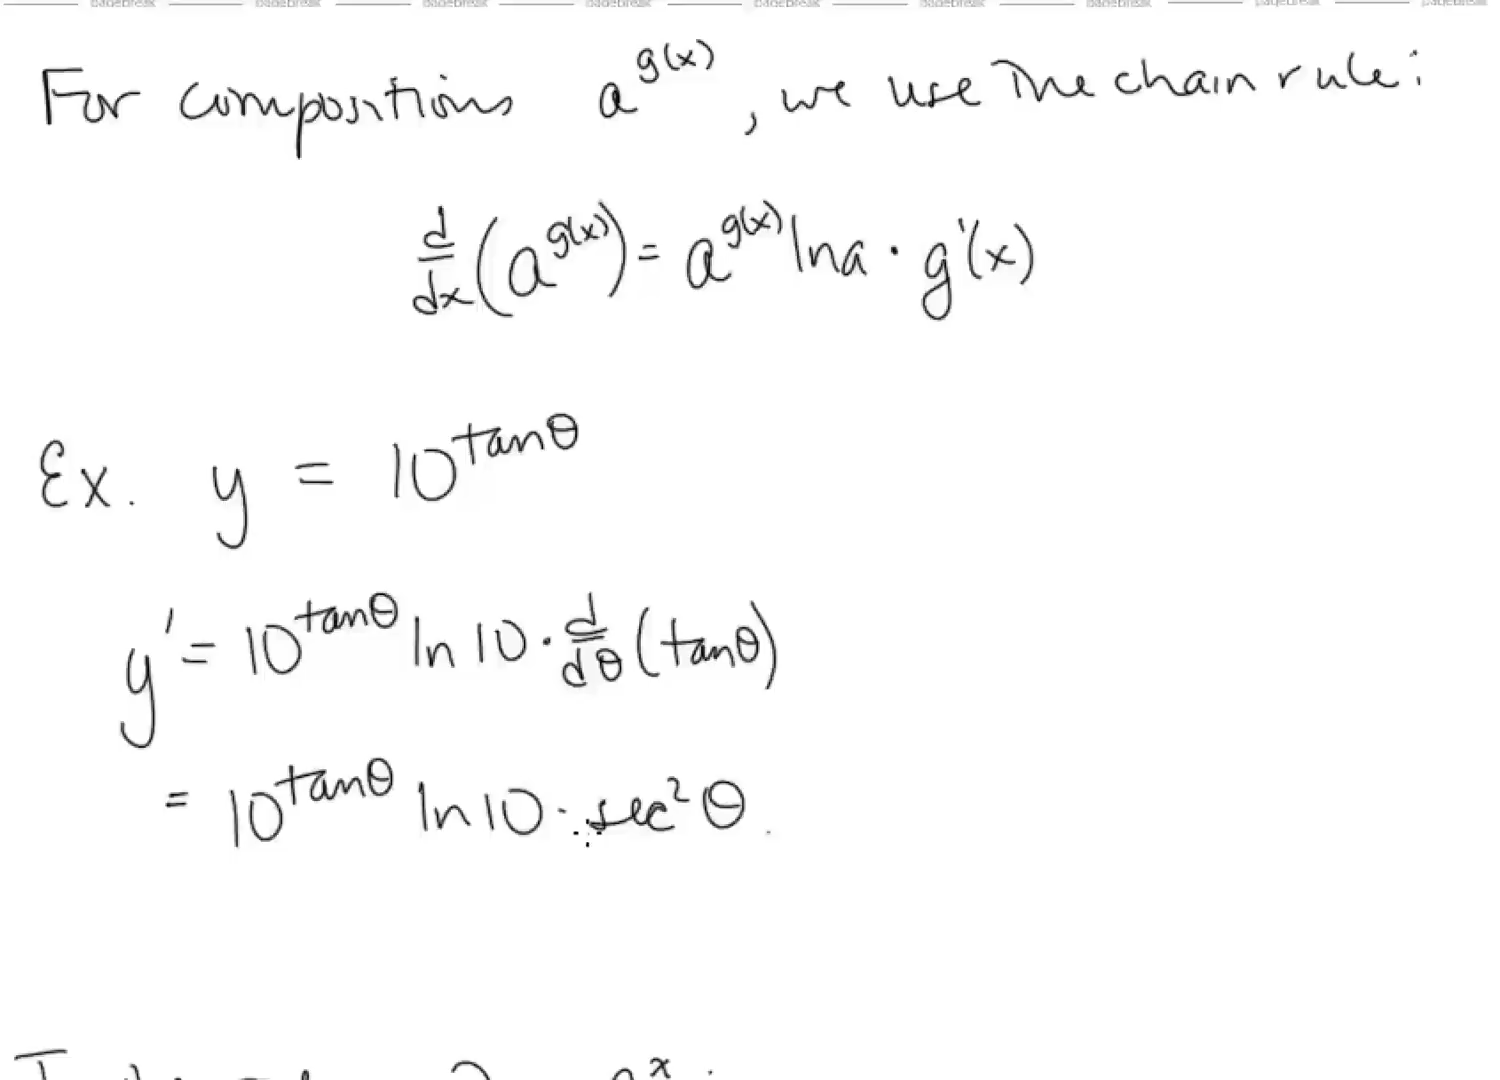 For compositions a^{g(x)}, we use the chain rule:
d/dx (a^{g(x)}) = a^{g(x)} ln a · g'(x)
Ex. y = 10^{tanθ}
y' = 10^{tanθ} ln 10 · d/dθ (tanθ)
= 10^{tanθ} ln 10 · sec²θ.